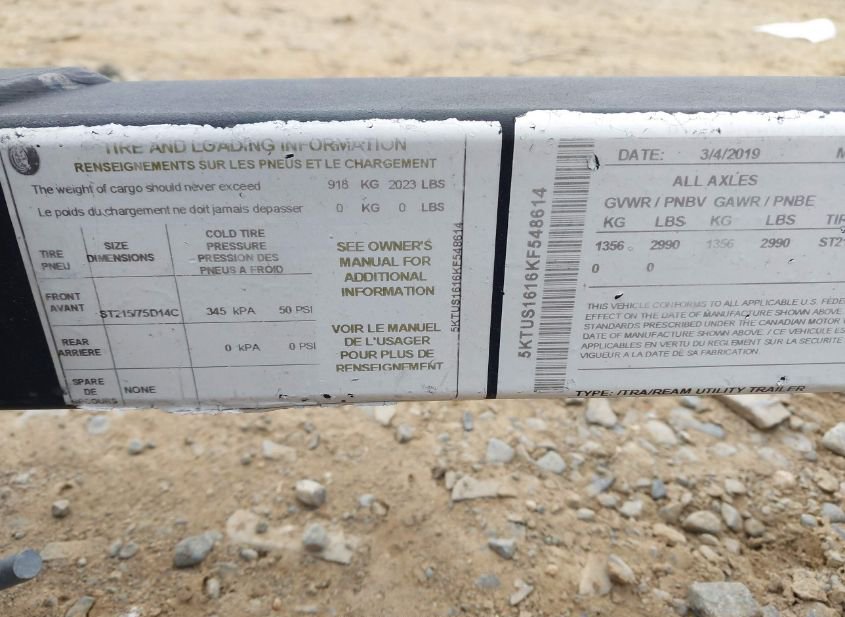 TIRE AND LOADING INFORMATION
RENSEIGNEMENTS SUR LES PNEUS ET LE CHARGEMENT
The weight of cargo should never exceed 918 KG 2023 LBS
Le poids du chargement ne doit jamais depasser 0 KG 0 LBS
TIRE PNEU
SIZE DIMENSIONS
COLD TIRE PRESSURE
PRESSION DES PNEUS A FROID
FRONT AVANT ST215/75D14C 345 kPA 50 PSI
REAR ARRIERE 0 kPA 0 PSI
SPARE DE SECOURS NONE
SEE OWNER'S
MANUAL FOR
ADDITIONAL
INFORMATION
VOIR LE MANUEL
DE L'USAGER
POUR PLUS DE
RENSEIGNEMENT
5KTUS1616KF548614
5KTUS1616KF548614
DATE: 3/4/2019 M
ALL AXLES
GVWR / PNBV GAWR / PNBE
KG LBS KG LBS TIR
1356 2990 1356 2990 ST21
0 0
THIS VEHICLE CONFORMS TO ALL APPLICABLE U.S. FEDE
EFFECT ON THE DATE OF MANUFACTURE SHOWN ABOVE.
STANDARDS PRESCRIBED UNDER THE CANADIAN MOTOR
DATE OF MANUFACTURE SHOWN ABOVE. / CE VEHICULE ES
APPLICABLES EN VERTU DU REGLEMENT SUR LA SECURITE
VIGUEUR A LA DATE DE SA FABRICATION.
TYPE: /TRA/REAM UTILITY TRAILER